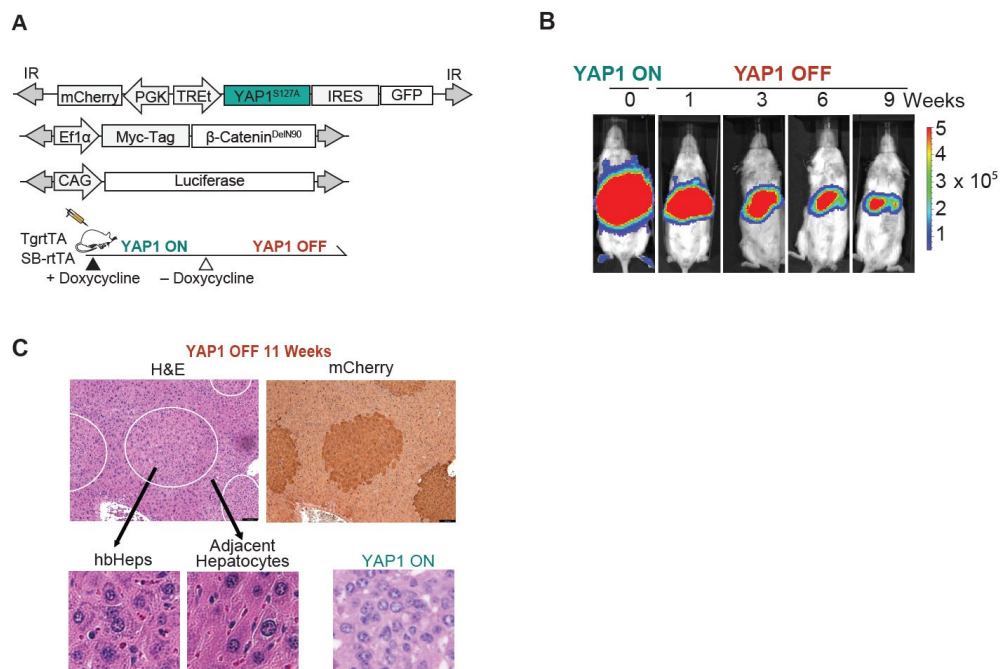 A
IR IR
mCherry PGK TREt YAP1S127A IRES GFP
Ef1α Myc-Tag β-CateninDelN90
CAG Luciferase
TgrtTA
SB-rtTA
YAP1 ON YAP1 OFF
+ Doxycycline – Doxycycline
B
YAP1 ON YAP1 OFF
0 1 3 6 9 Weeks
5
4
3 x 10⁵
2
1
C
YAP1 OFF 11 Weeks
H&E mCherry
hbHeps
Adjacent
Hepatocytes
YAP1 ON